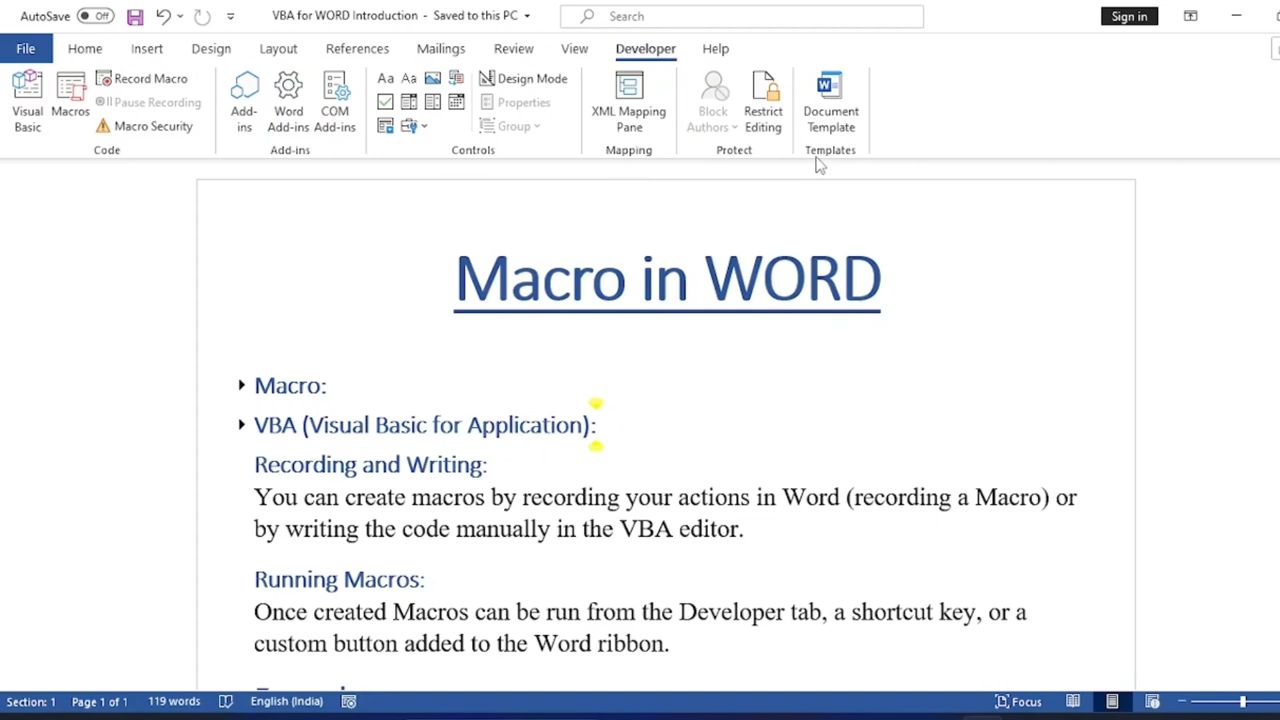 AutoSave Off VBA for WORD Introduction - Saved to this PC Search Sign in
File Home Insert Design Layout References Mailings Review View Developer Help
Visual Basic
Macros
Record Macro
Pause Recording
Macro Security
Code
Add-ins
Word Add-ins
COM Add-ins
Add-ins
Aa Aa
Design Mode
Properties
Group
Controls
XML Mapping Pane
Mapping
Block Authors
Restrict Editing
Protect
Document Template
Templates
Macro in WORD
Macro:
VBA (Visual Basic for Application):
Recording and Writing:
You can create macros by recording your actions in Word (recording a Macro) or
by writing the code manually in the VBA editor.
Running Macros:
Once created Macros can be run from the Developer tab, a shortcut key, or a
custom button added to the Word ribbon.
Section: 1 Page 1 of 1 119 words English (India) Focus